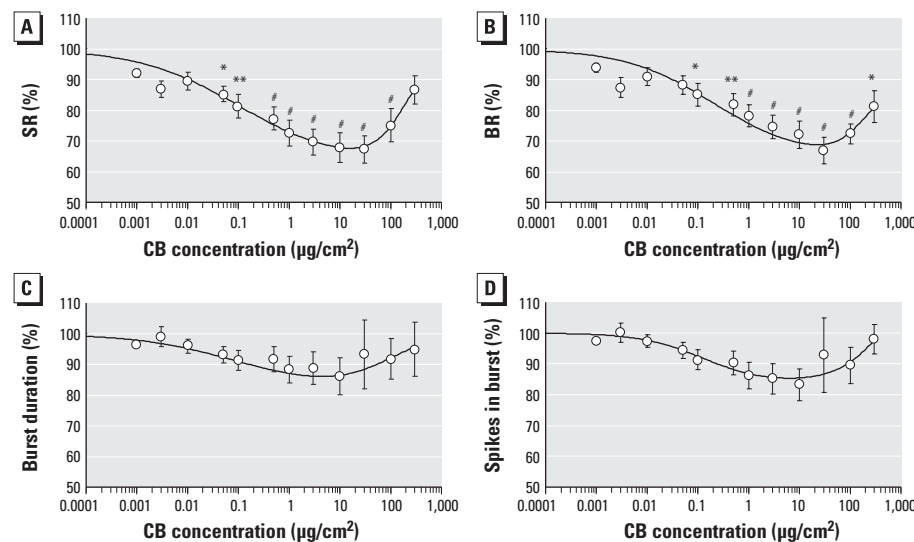 A
110
100
90
80
70
60
50
SR (%)
* ** # # # # # #
0.0001 0.001 0.01 0.1 1 10 100 1,000
CB concentration (µg/cm²)
B
110
100
90
80
70
60
50
BR (%)
* ** # # # # # *
0.0001 0.001 0.01 0.1 1 10 100 1,000
CB concentration (µg/cm²)
C
110
100
90
80
70
60
50
Burst duration (%)
0.0001 0.001 0.01 0.1 1 10 100 1,000
CB concentration (µg/cm²)
D
110
100
90
80
70
60
50
Spikes in burst (%)
0.0001 0.001 0.01 0.1 1 10 100 1,000
CB concentration (µg/cm²)